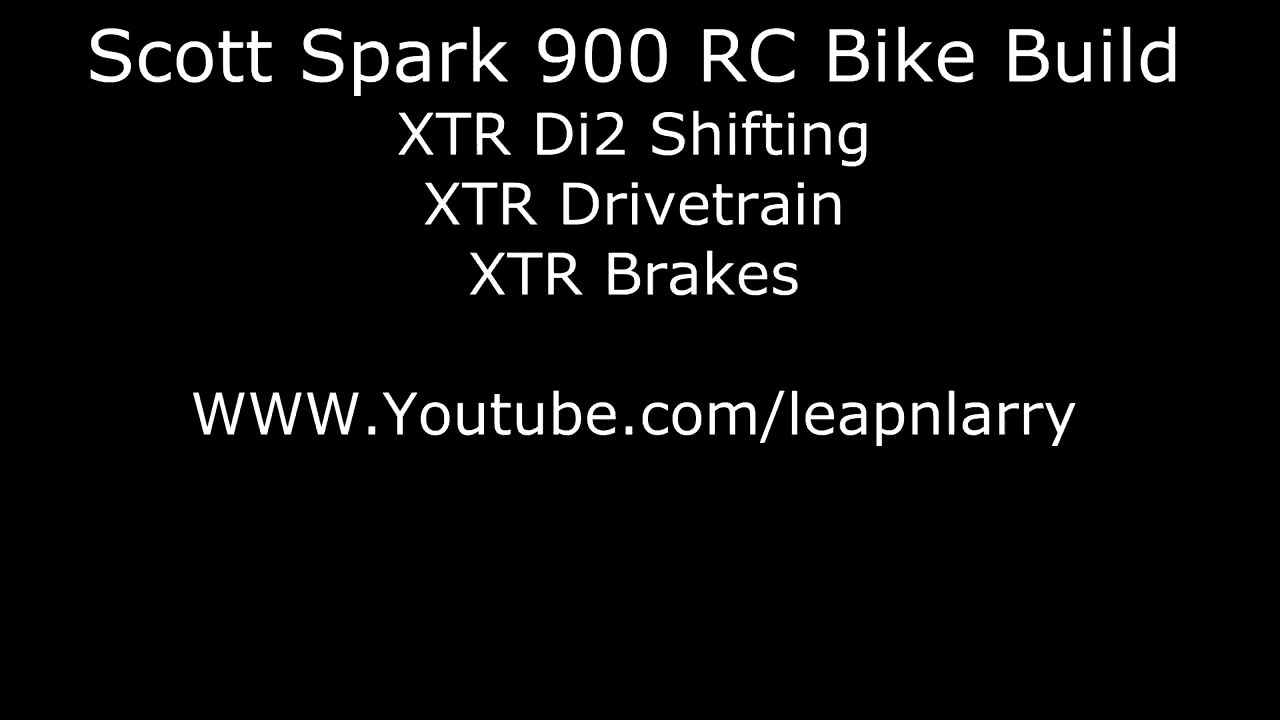 Scott Spark 900 RC Bike Build
XTR Di2 Shifting
XTR Drivetrain
XTR Brakes
WWW.Youtube.com/leapnlarry